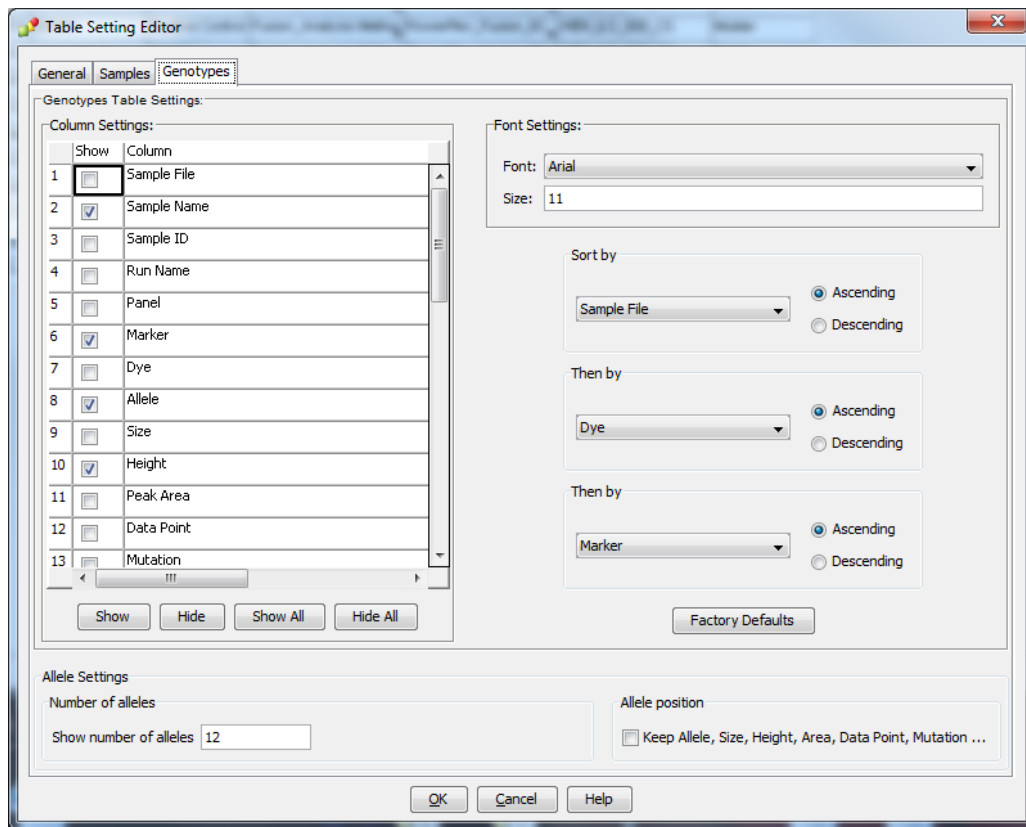 Table Setting Editor
General Samples Genotypes
Genotypes Table Settings:
Column Settings:
Show Column
1 Sample File
2 Sample Name
3 Sample ID
4 Run Name
5 Panel
6 Marker
7 Dye
8 Allele
9 Size
10 Height
11 Peak Area
12 Data Point
13 Mutation
Show Hide Show All Hide All
Font Settings:
Font: Arial
Size: 11
Sort by
Sample File
Ascending
Descending
Then by
Dye
Ascending
Descending
Then by
Marker
Ascending
Descending
Factory Defaults
Allele Settings
Number of alleles
Show number of alleles 12
Allele position
Keep Allele, Size, Height, Area, Data Point, Mutation ...
OK Cancel Help